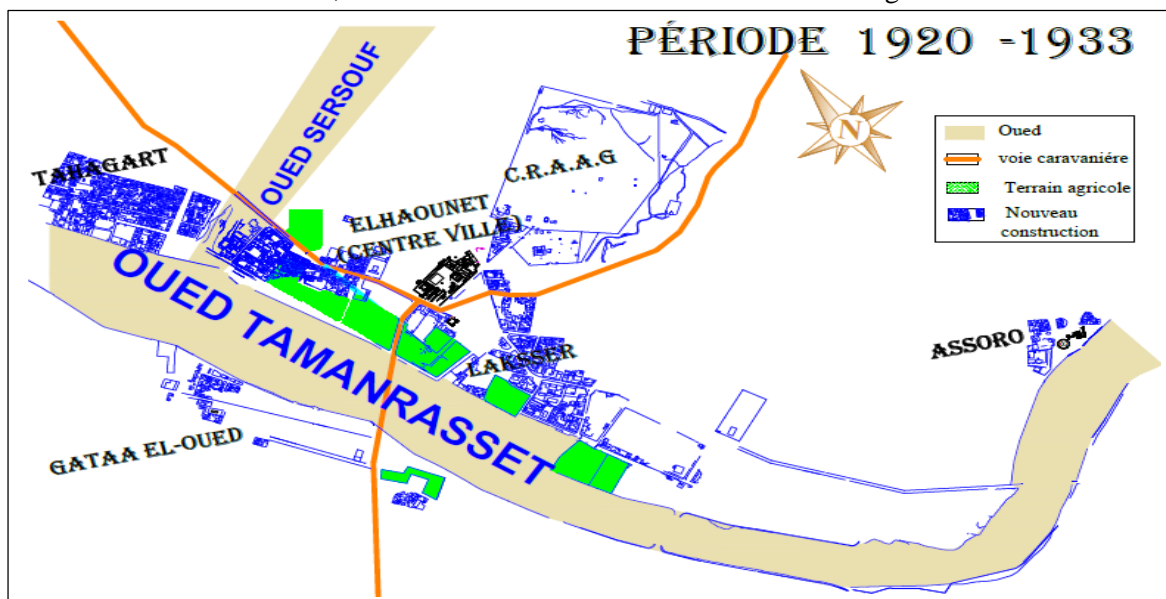 PÉRIODE 1920 -1933
N
Oued
voie caravaniére
Terrain agricole
Nouveau
construction
TAHAGART
OUED SERSOUF
C.R.A.A.G
ELHAOUNET
(CENTRE VILLE)
OUED TAMANRASSET
LAKSSER
ASSORO
GATAA EL-OUED